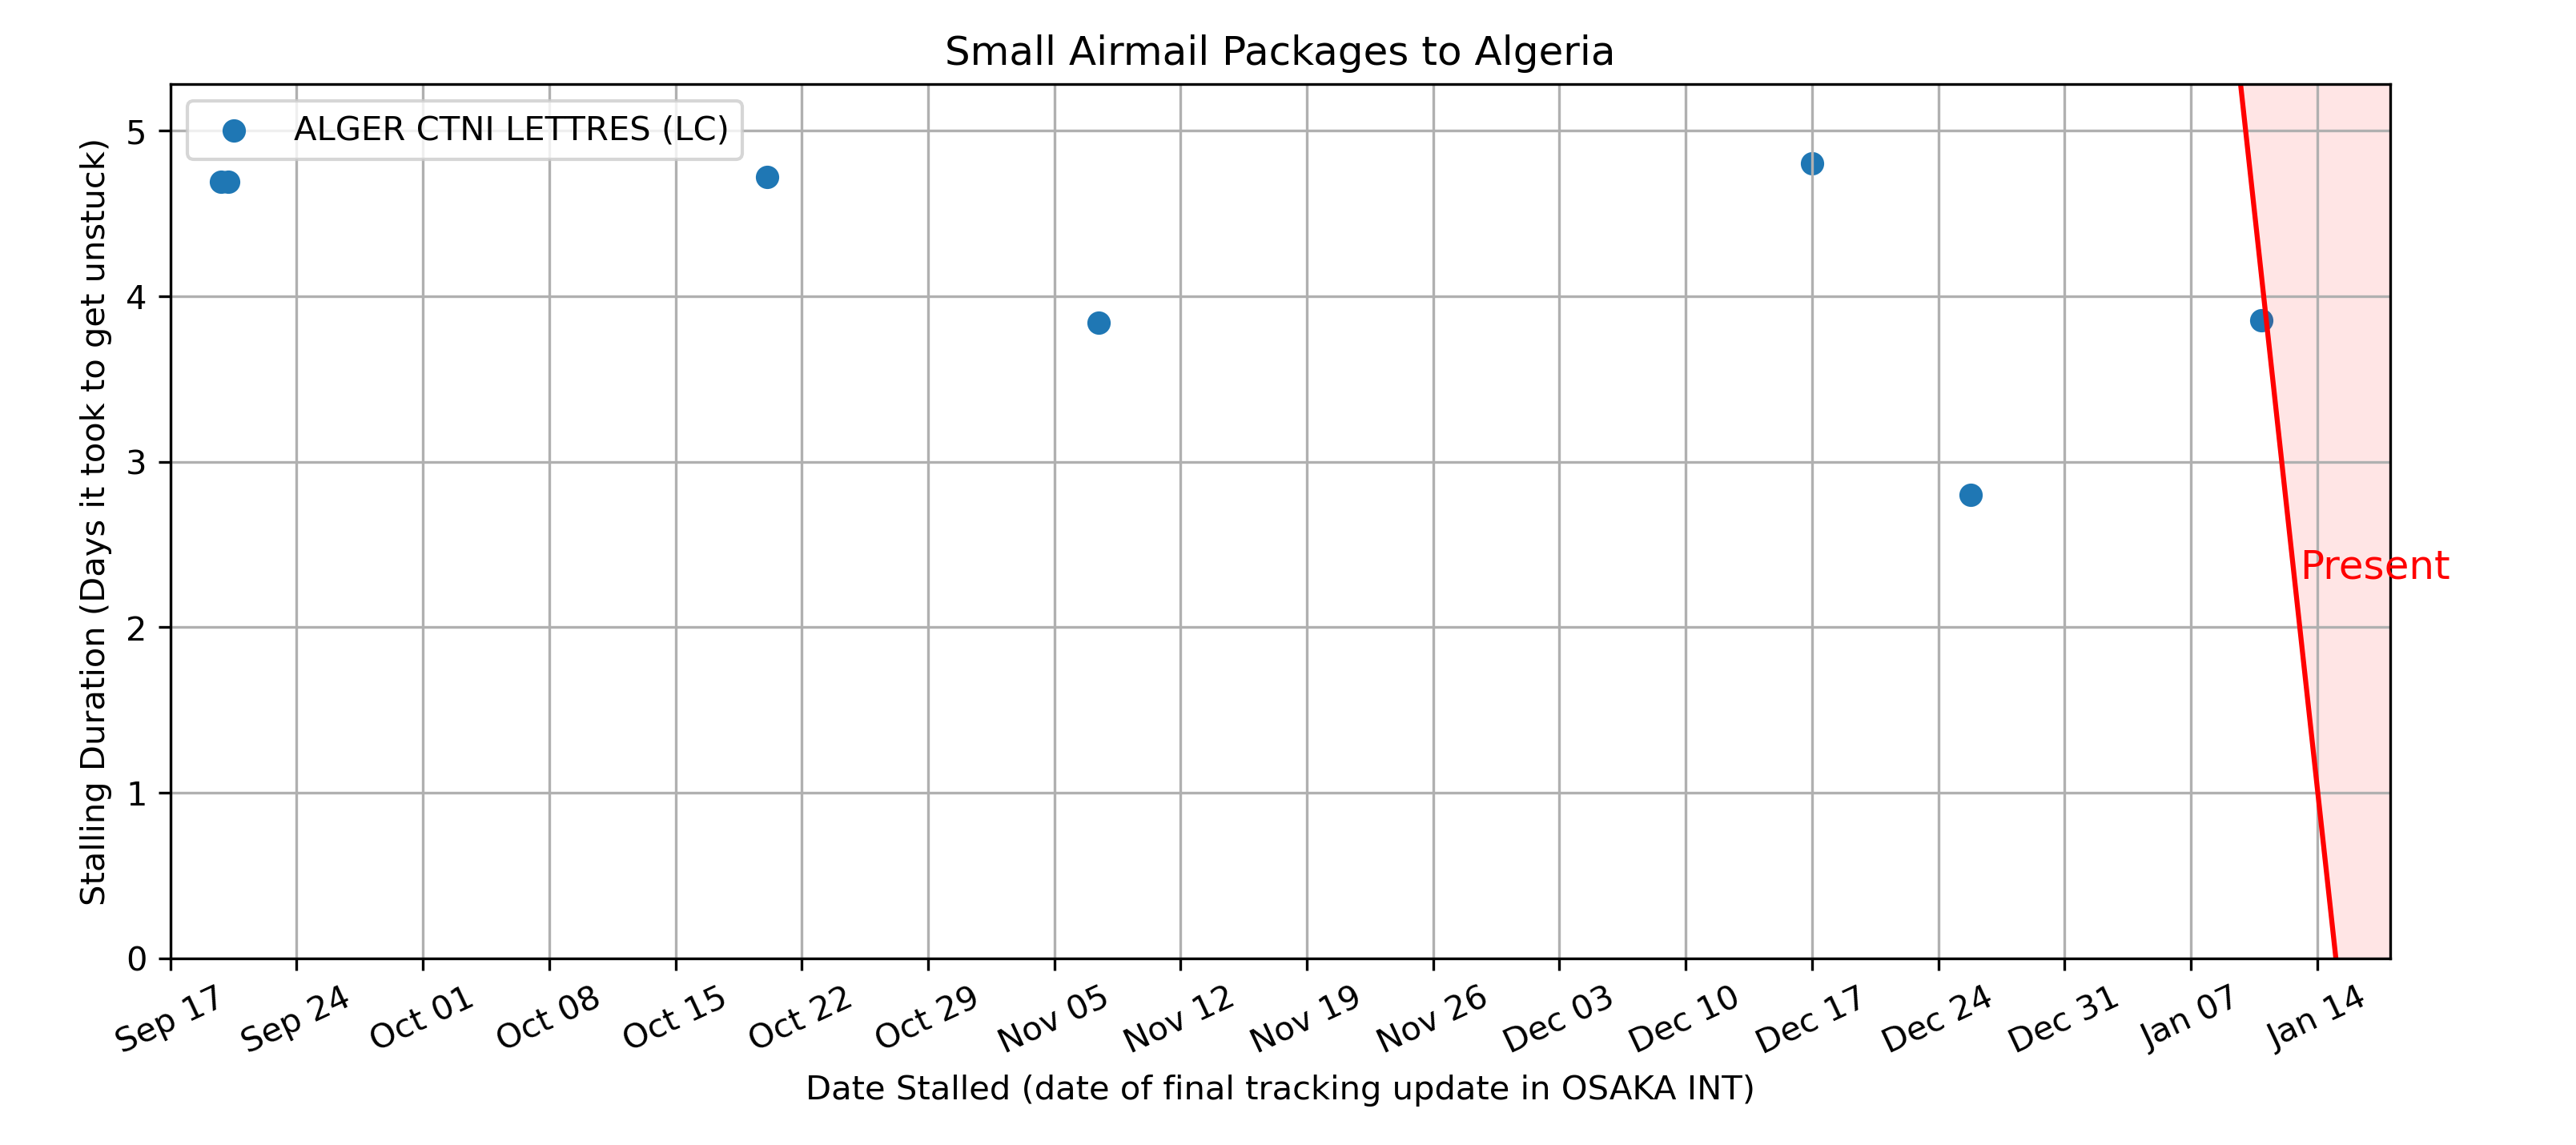 Small Airmail Packages to Algeria
ALGER CTNI LETTRES (LC)
Stalling Duration (Days it took to get unstuck)
5
4
3
2
1
0
Present
Sep 17
Sep 24
Oct 01
Oct 08
Oct 15
Oct 22
Oct 29
Nov 05
Nov 12
Nov 19
Nov 26
Dec 03
Dec 10
Dec 17
Dec 24
Dec 31
Jan 07
Jan 14
Date Stalled (date of final tracking update in OSAKA INT)